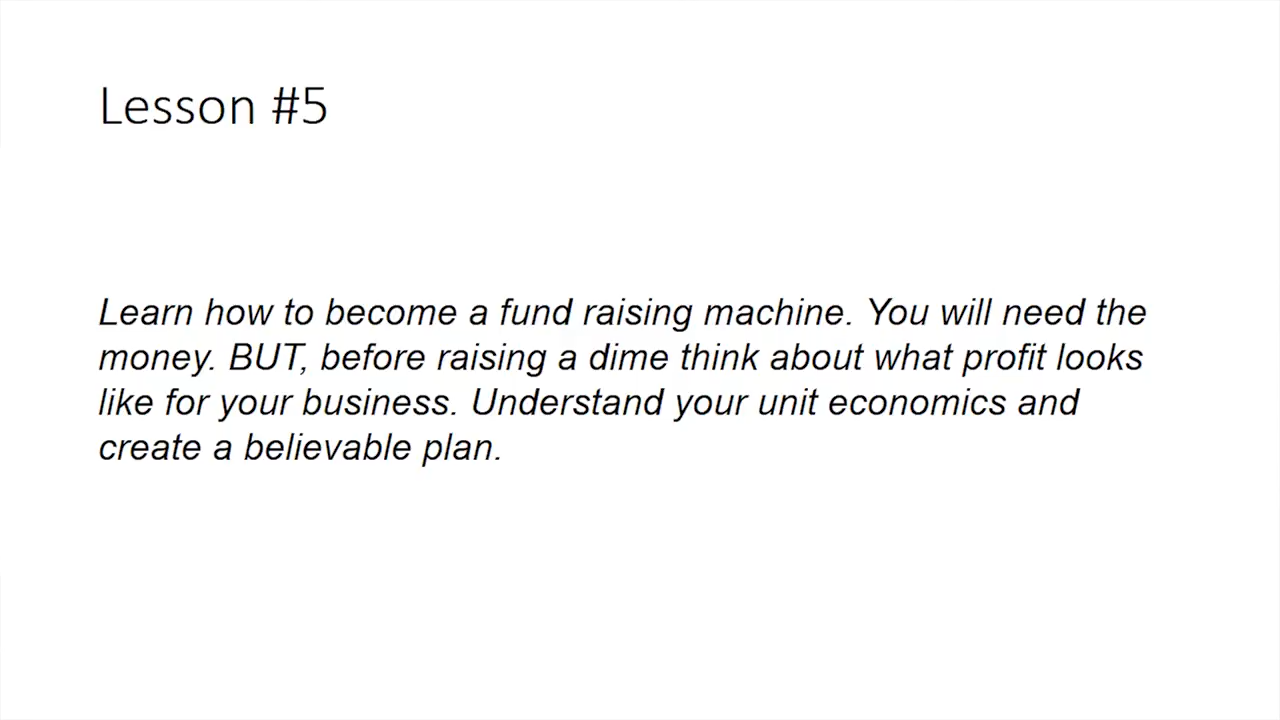 Lesson #5
Learn how to become a fund raising machine. You will need the
money. BUT, before raising a dime think about what profit looks
like for your business. Understand your unit economics and
create a believable plan.